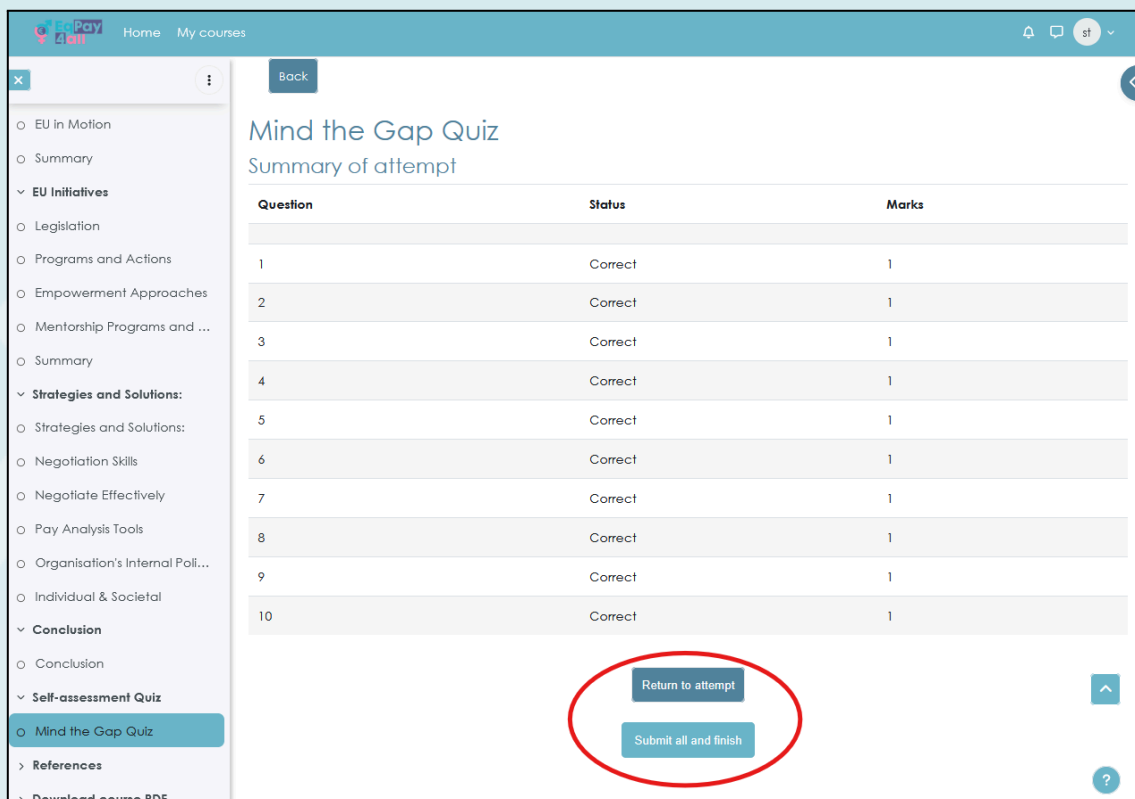 EqPay
4all
Home My courses
st
Back
EU in Motion
Summary
EU Initiatives
Legislation
Programs and Actions
Empowerment Approaches
Mentorship Programs and ...
Summary
Strategies and Solutions:
Strategies and Solutions:
Negotiation Skills
Negotiate Effectively
Pay Analysis Tools
Organisation's Internal Poli...
Individual & Societal
Conclusion
Conclusion
Self-assessment Quiz
Mind the Gap Quiz
References
Download course PDF
Mind the Gap Quiz
Summary of attempt
Question Status Marks
1 Correct 1
2 Correct 1
3 Correct 1
4 Correct 1
5 Correct 1
6 Correct 1
7 Correct 1
8 Correct 1
9 Correct 1
10 Correct 1
Return to attempt
Submit all and finish
?